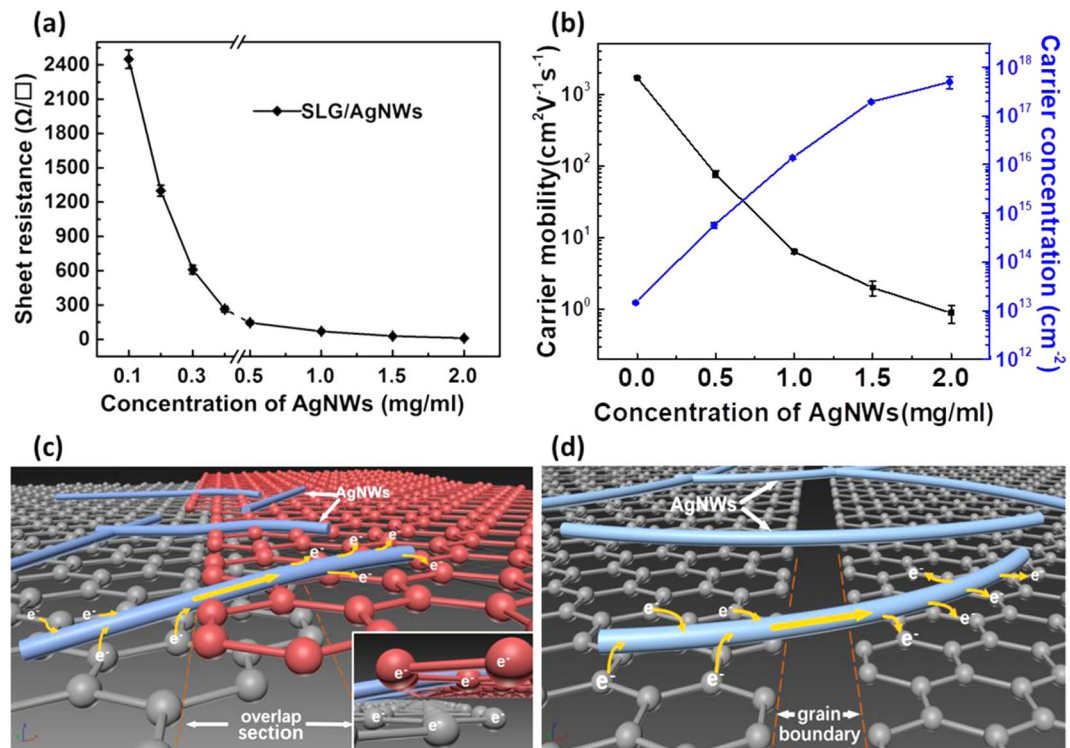 (a)
Sheet resistance (Ω/□)
2400
2100
1800
1500
1200
900
600
300
0
SLG/AgNWs
0.1
0.3
0.5
1.0
1.5
2.0
Concentration of AgNWs (mg/ml)
(b)
Carrier mobility(cm²V⁻¹s⁻¹)
10³
10²
10¹
10⁰
Carrier concentration (cm⁻²)
10¹⁸
10¹⁷
10¹⁶
10¹⁵
10¹⁴
10¹³
10¹²
0.0
0.5
1.0
1.5
2.0
Concentration of AgNWs(mg/ml)
(c)
AgNWs
e⁻
e⁻
e⁻
e⁻
e⁻
e⁻
e⁻
e⁻
overlap
section
e⁻
e⁻
e⁻
e⁻
e⁻
(d)
AgNWs
e⁻
e⁻
e⁻
e⁻
e⁻
e⁻
e⁻
e⁻
e⁻
grain
boundary